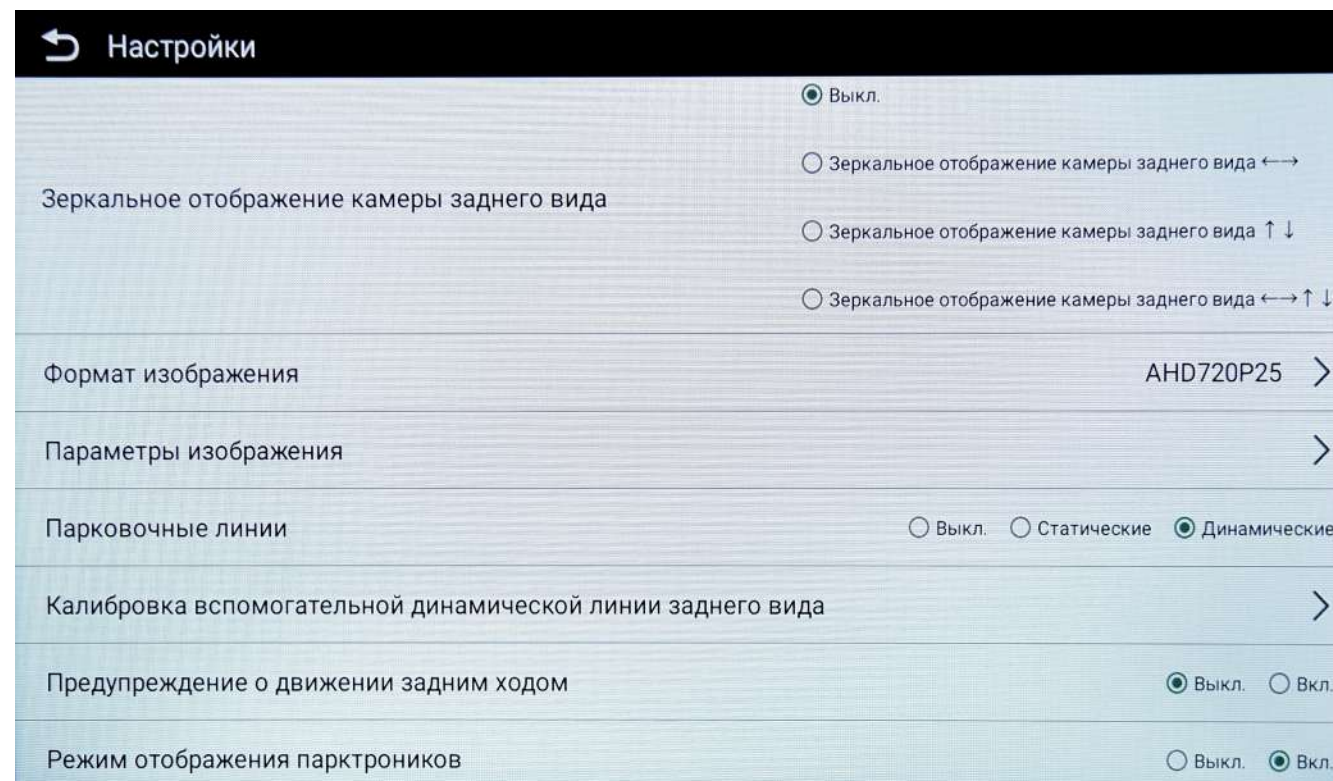 Настройки
Выкл.
Зеркальное отображение камеры заднего вида ←→
Зеркальное отображение камеры заднего вида
Зеркальное отображение камеры заднего вида ↑↓
Зеркальное отображение камеры заднего вида ←→↑↓
Формат изображения AHD720P25
Параметры изображения
Парковочные линии Выкл. Статические Динамические
Калибровка вспомогательной динамической линии заднего вида
Предупреждение о движении задним ходом Выкл. Вкл.
Режим отображения парктроников Выкл. Вкл.